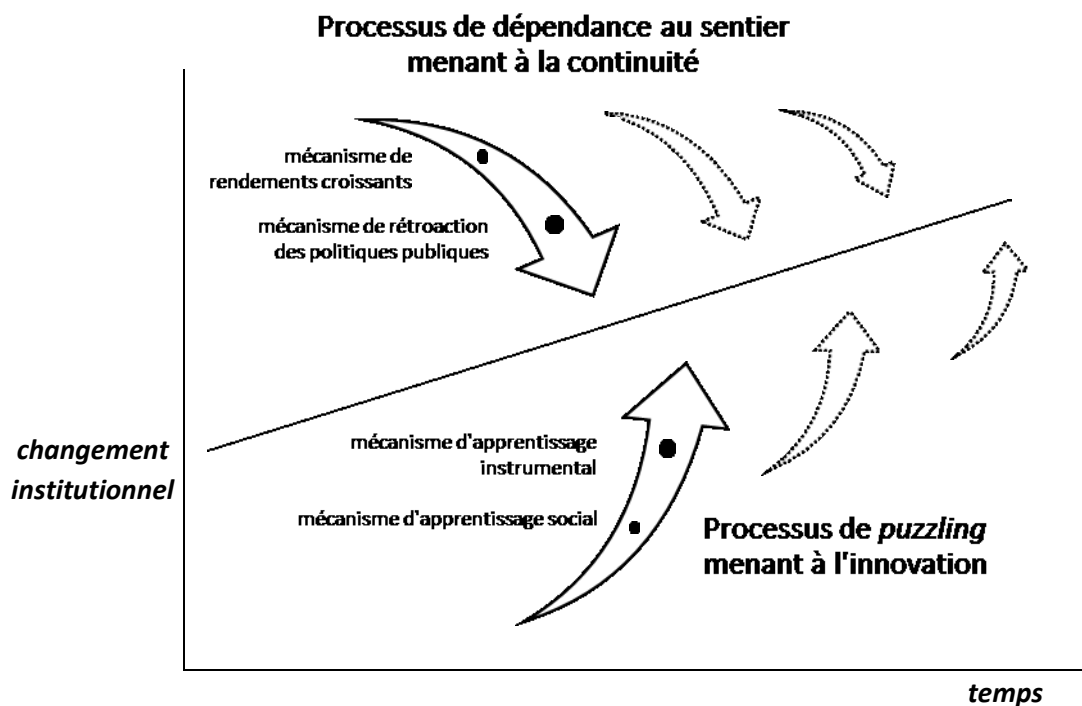 Processus de dépendance au sentier
menant à la continuité
mécanisme de
rendements croissants
mécanisme de rétroaction
des politiques publiques
changement
institutionnel
mécanisme d'apprentissage
instrumental
mécanisme d'apprentissage social
Processus de puzzling
menant à l'innovation
temps